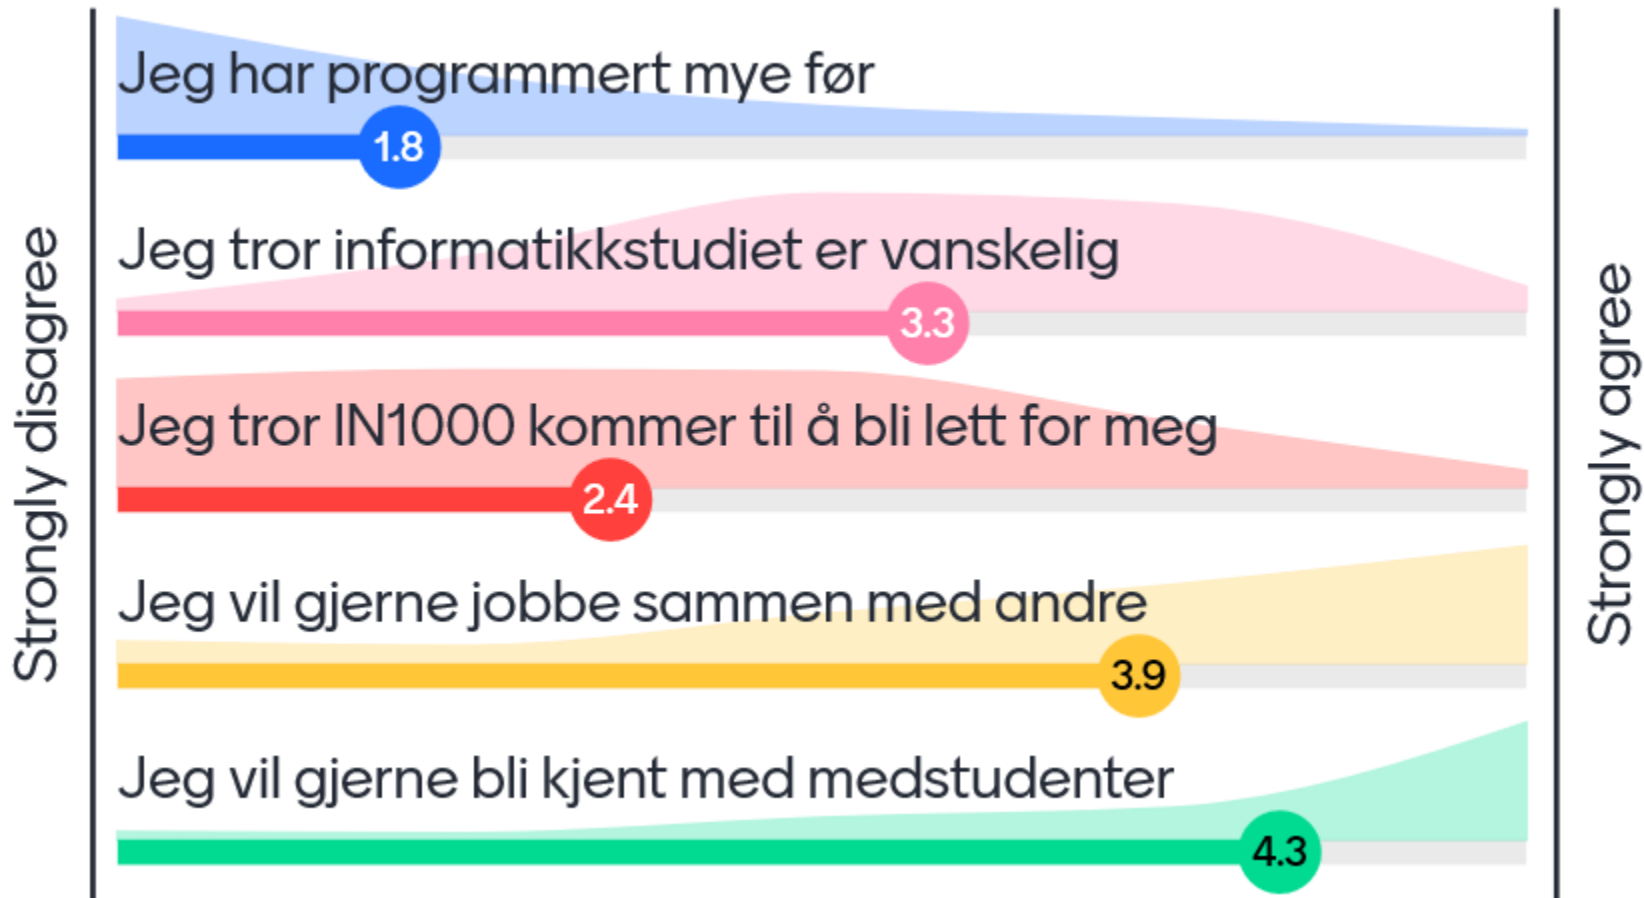 Strongly disagree
Jeg har programmert mye før
1.8
Jeg tror informatikkstudiet er vanskelig
3.3
Jeg tror IN1000 kommer til å bli lett for meg
2.4
Jeg vil gjerne jobbe sammen med andre
3.9
Jeg vil gjerne bli kjent med medstudenter
4.3
Strongly agree